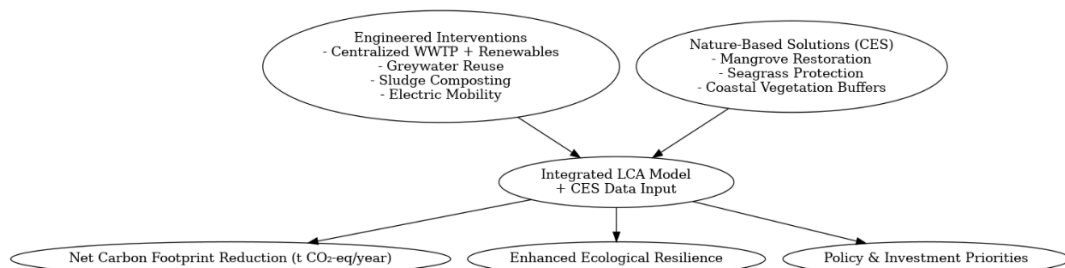 Engineered Interventions
- Centralized WWTP + Renewables
- Greywater Reuse
- Sludge Composting
- Electric Mobility
Nature-Based Solutions (CES)
- Mangrove Restoration
- Seagrass Protection
- Coastal Vegetation Buffers
Integrated LCA Model
+ CES Data Input
Net Carbon Footprint Reduction (t CO₂-eq/year)
Enhanced Ecological Resilience
Policy & Investment Priorities